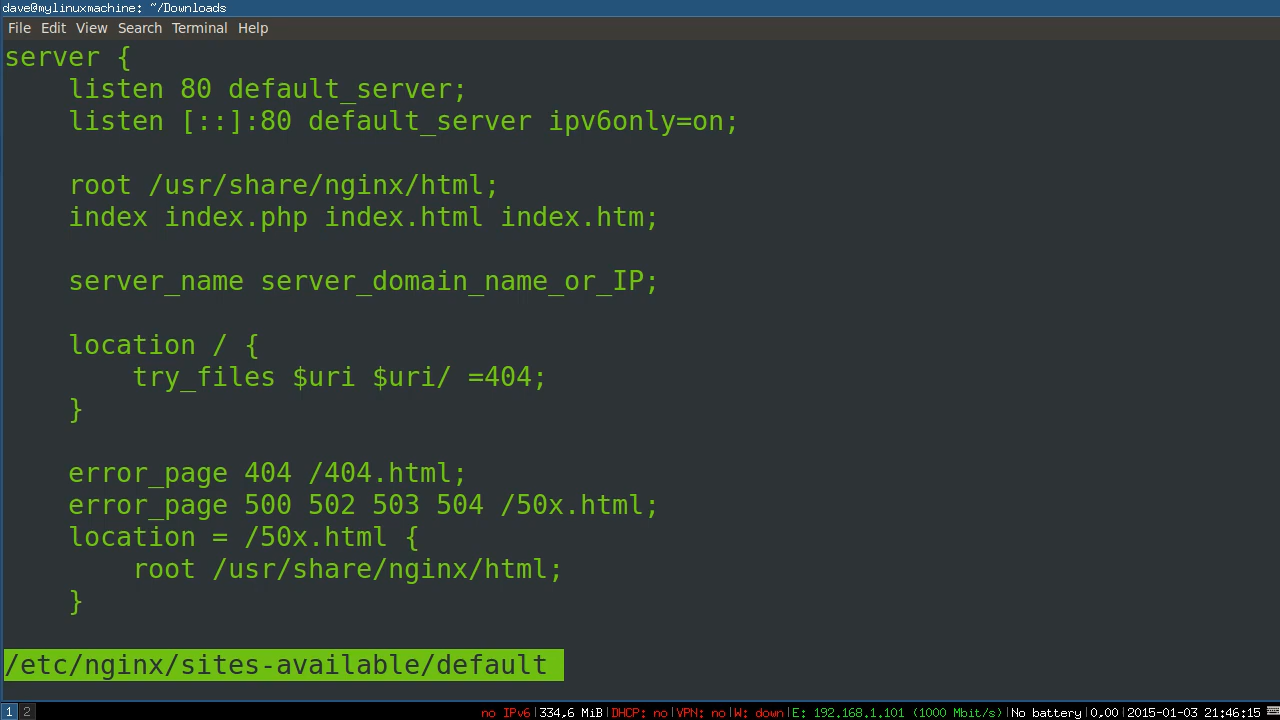 dave@mylinuxmachine: ~/Downloads
File Edit View Search Terminal Help
server {
    listen 80 default_server;
    listen [::]:80 default_server ipv6only=on;

    root /usr/share/nginx/html;
    index index.php index.html index.htm;

    server_name server_domain_name_or_IP;

    location / {
        try_files $uri $uri/ =404;
    }

    error_page 404 /404.html;
    error_page 500 502 503 504 /50x.html;
    location = /50x.html {
        root /usr/share/nginx/html;
    }

/etc/nginx/sites-available/default
1 2 no IPv6|334,6 MiB|DHCP: no|VPN: no|W: down|E: 192.168.1.101 (1000 Mbit/s)|No battery|0,00|2015-01-03 21:46:15